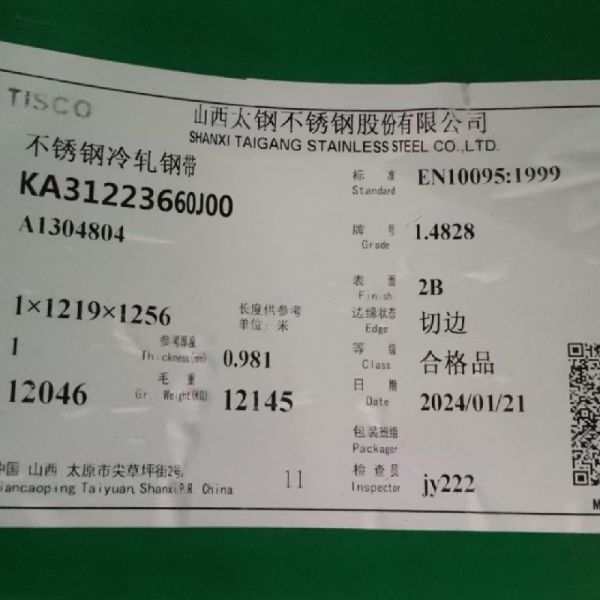 TISCO
山西太钢不锈钢股份有限公司
SHANXI TAIGANG STAINLESS STEEL CO.,LTD.
不锈钢冷轧钢带
KA31223660J00
A1304804
标 准 Standard EN10095:1999
牌 号 Grade 1.4828
表 面 Finish 2B
1×1219×1256 长度供参考 单位: 米
边缘状态 Edge 切边
1 参考厚度 Thickness(mm) 0.981
等 级 Class 合格品
12046 毛 重 Gr. Weight(KG) 12145
日 期 Date 2024/01/21
包装班组 Packager
中国 山西 太原市尖草坪街2号
iancaoping Taiyuan Shanxi P.R China
11
检 查 员 Inspector jy222
M